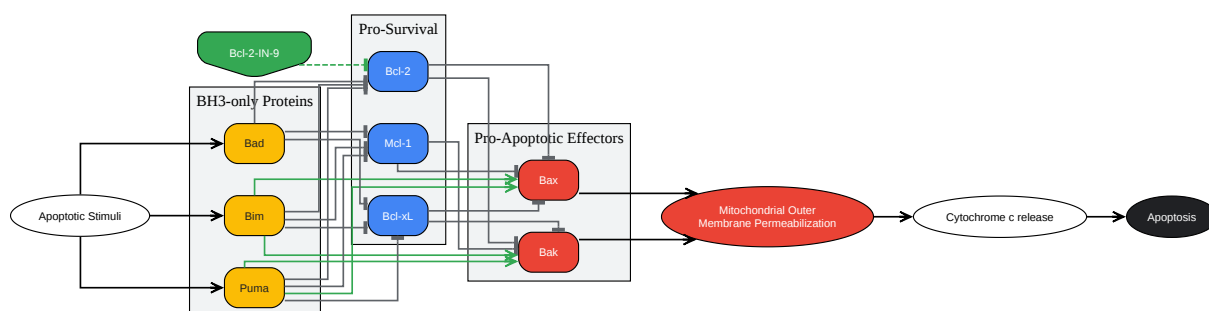 Pro-Survival
Bcl-2-IN-9
Bcl-2
BH3-only Proteins
Bad
Mcl-1
Pro-Apoptotic Effectors
Bax
Apoptotic Stimuli
Bim
Bcl-xL
Mitochondrial Outer
Membrane Permeabilization
Cytochrome c release
Apoptosis
Bak
Puma